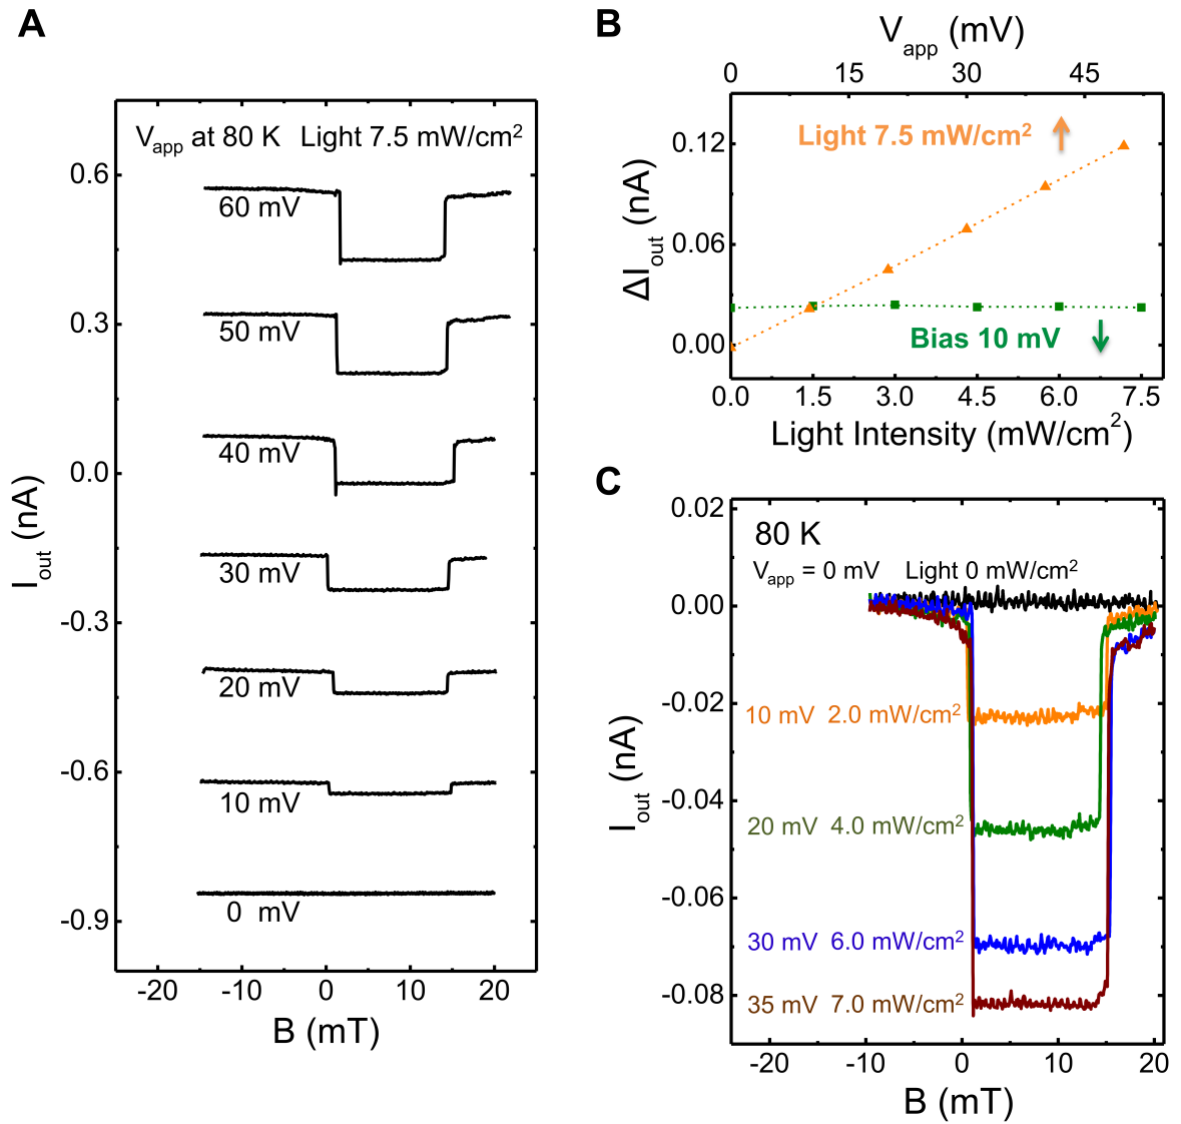 A
V_app at 80 K Light 7.5 mW/cm²
0.6
0.3
0.0
-0.3
-0.6
-0.9
60 mV
50 mV
40 mV
30 mV
20 mV
10 mV
0 mV
I_out (nA)
-20 -10 0 10 20
B (mT)
B
V_app (mV)
0 15 30 45
Light 7.5 mW/cm²
0.12
0.06
0.00
ΔI_out (nA)
Bias 10 mV
0.0 1.5 3.0 4.5 6.0 7.5
Light Intensity (mW/cm²)
C
0.02
0.00
-0.02
-0.04
-0.06
-0.08
I_out (nA)
80 K
V_app = 0 mV Light 0 mW/cm²
10 mV 2.0 mW/cm²
20 mV 4.0 mW/cm²
30 mV 6.0 mW/cm²
35 mV 7.0 mW/cm²
-20 -10 0 10 20
B (mT)